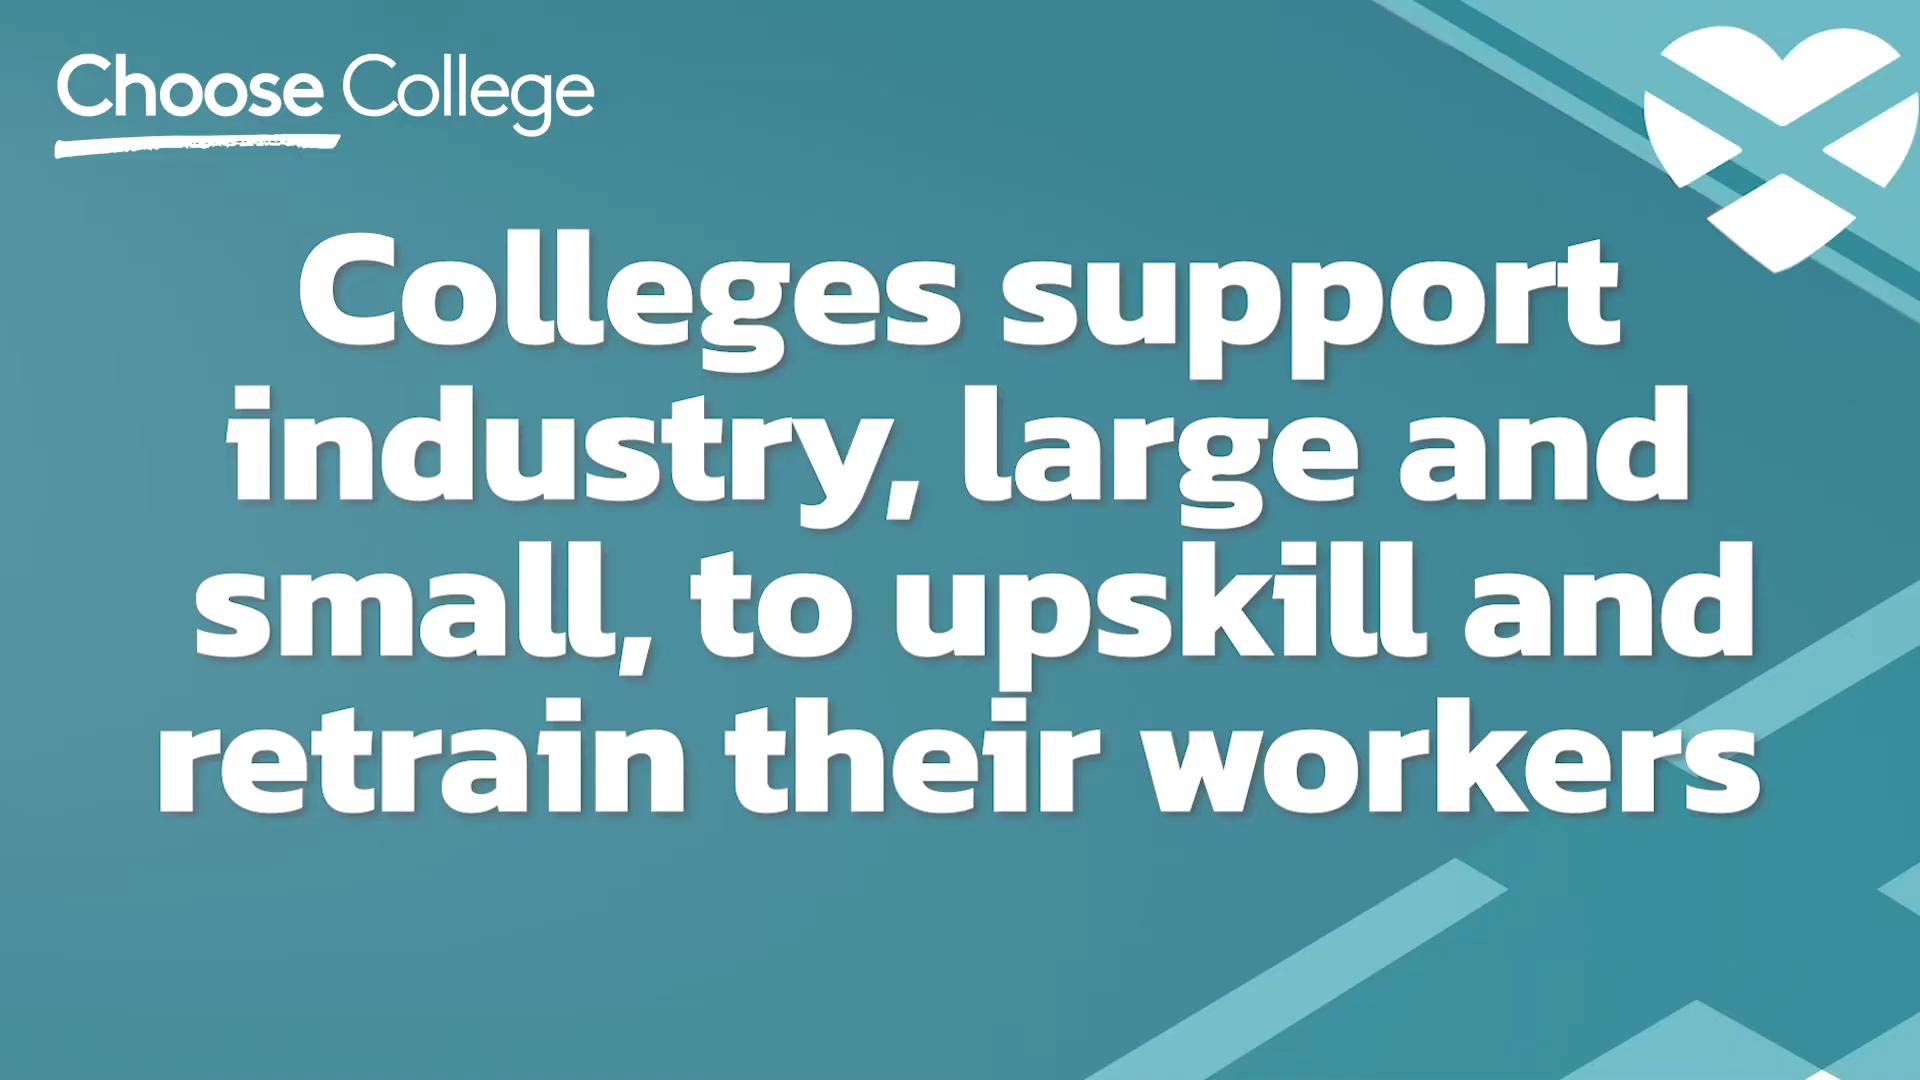 Choose College
Colleges support
industry, large and
small, to upskill and
retrain their workers